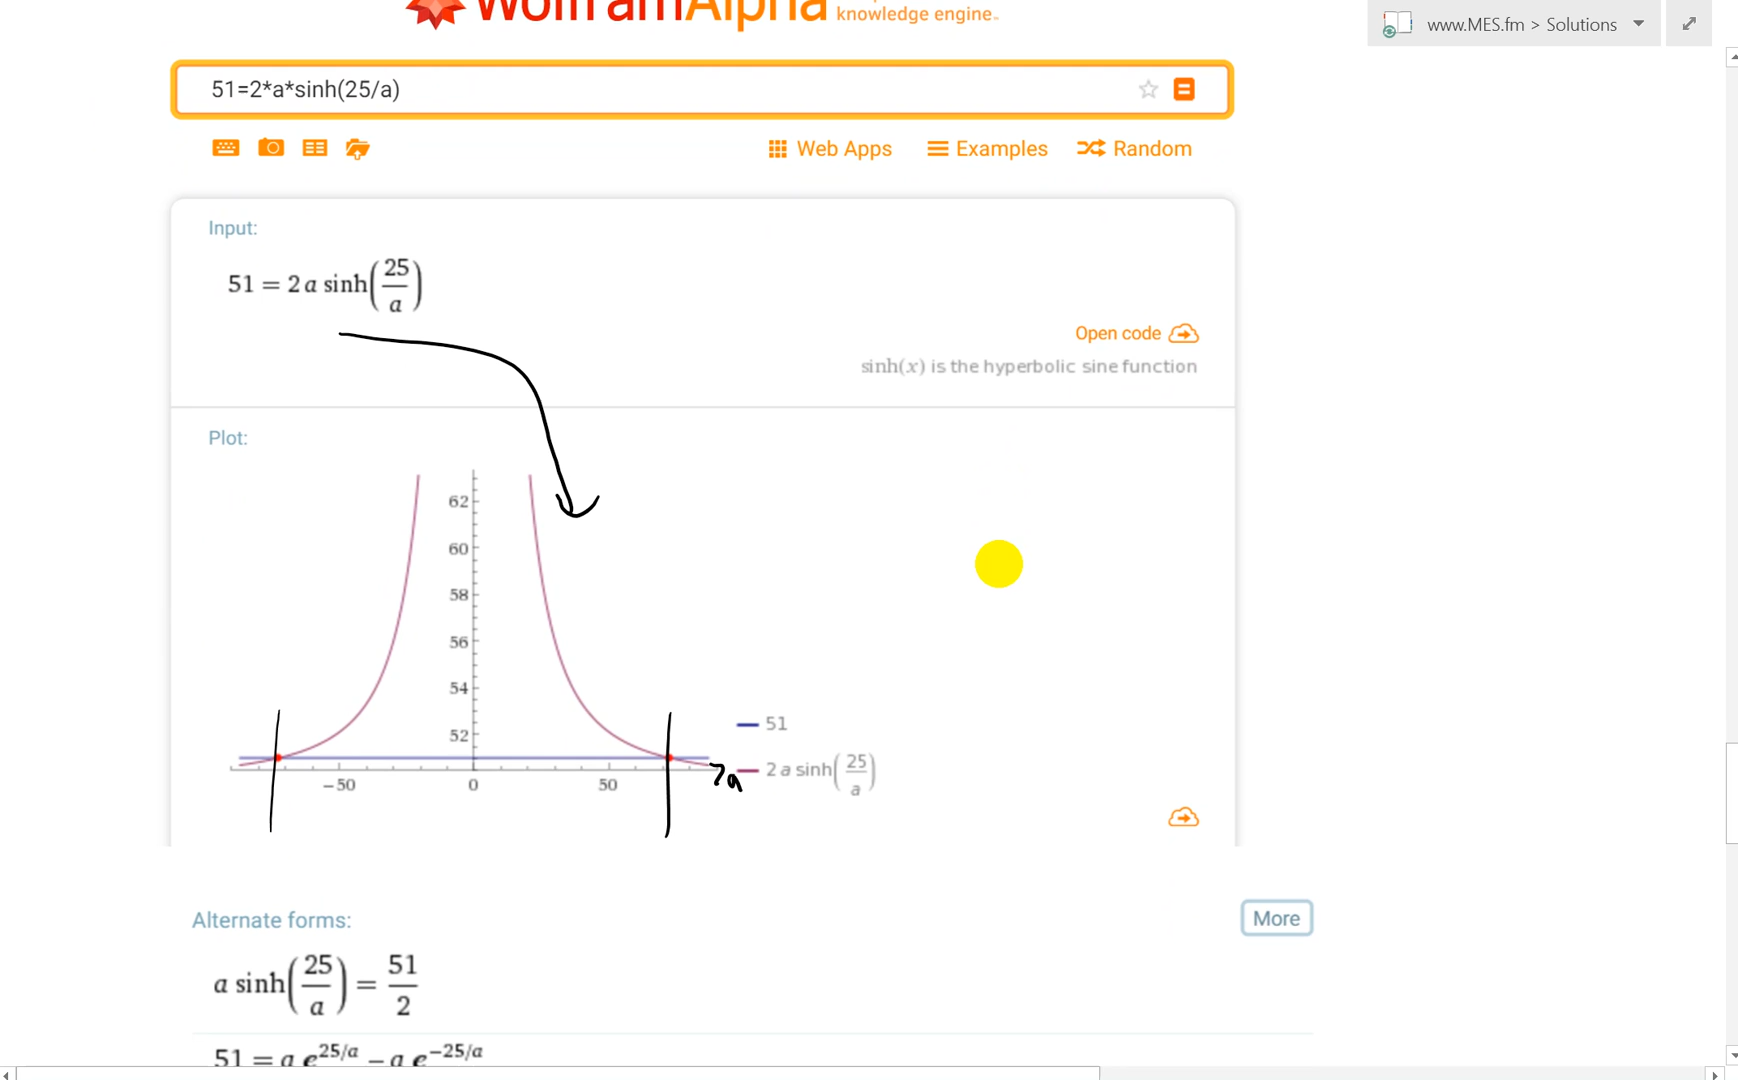 WolframAlpha knowledge engine™
www.MES.fm > Solutions
51=2*a*sinh(25/a)
Web Apps Examples Random
Input:
51 = 2 a sinh(25/a)
Open code
sinh(x) is the hyperbolic sine function
Plot:
62
60
58
56
54
52
-50 0 50
a
51
2 a sinh(25/a)
Alternate forms:
More
a sinh(25/a) = 51/2
51 = a e^25/a − a e^−25/a